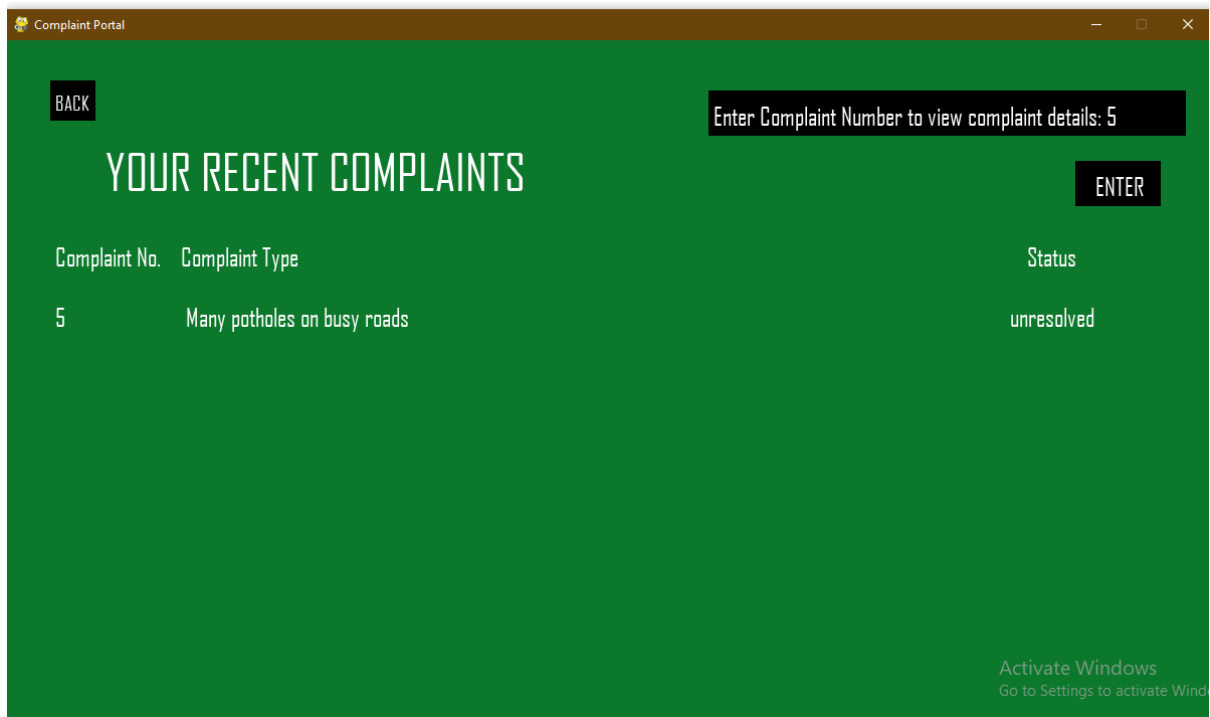 Complaint Portal
BACK
Enter Complaint Number to view complaint details: 5
YOUR RECENT COMPLAINTS
ENTER
Complaint No. Complaint Type Status
5 Many potholes on busy roads unresolved
Activate Windows
Go to Settings to activate Wind